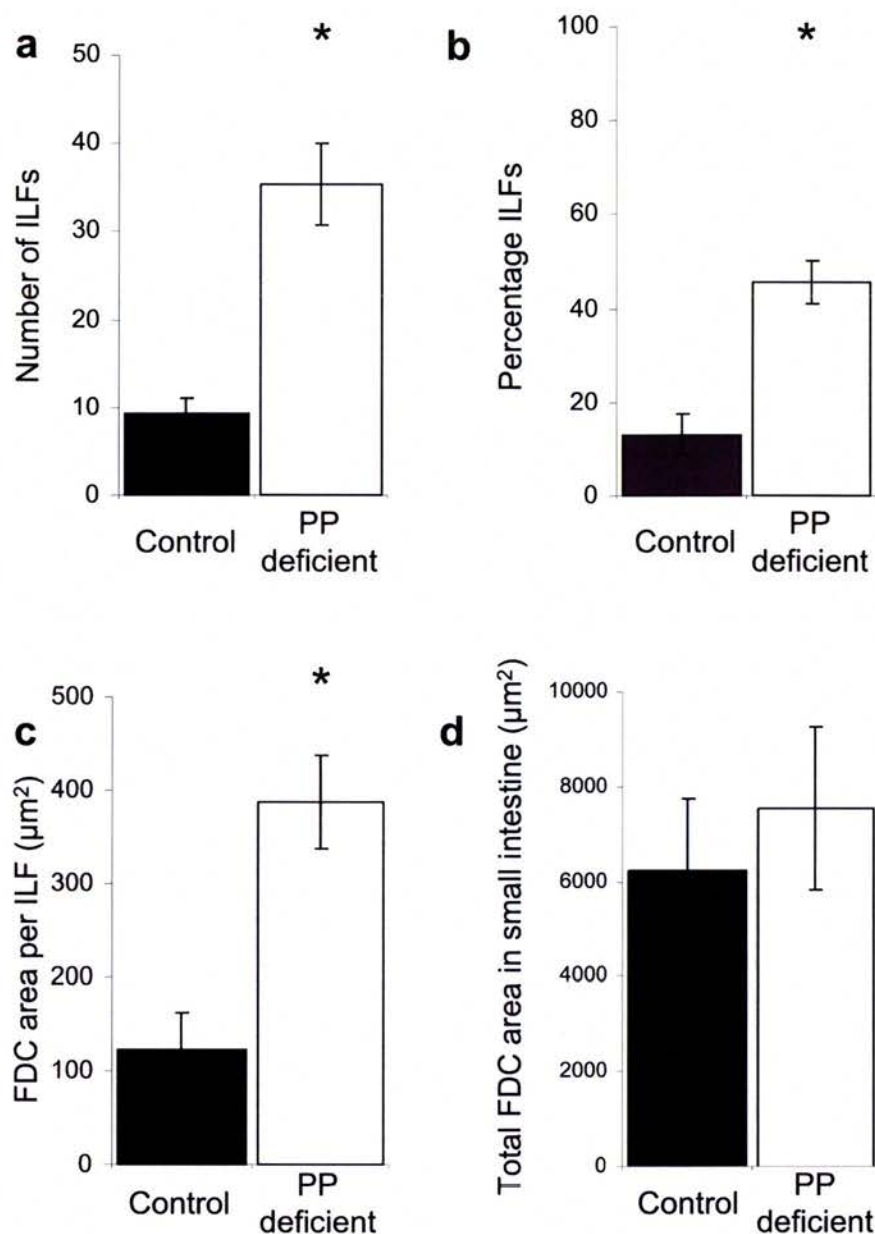 a
Number of ILFs
50
40
30
20
10
0
*
Control
PP
deficient
b
Percentage ILFs
100
80
60
40
20
0
*
Control
PP
deficient
c
FDC area per ILF (µm²)
500
400
300
200
100
0
*
Control
PP
deficient
d
Total FDC area in small intestine (µm²)
10000
8000
6000
4000
2000
0
Control
PP
deficient